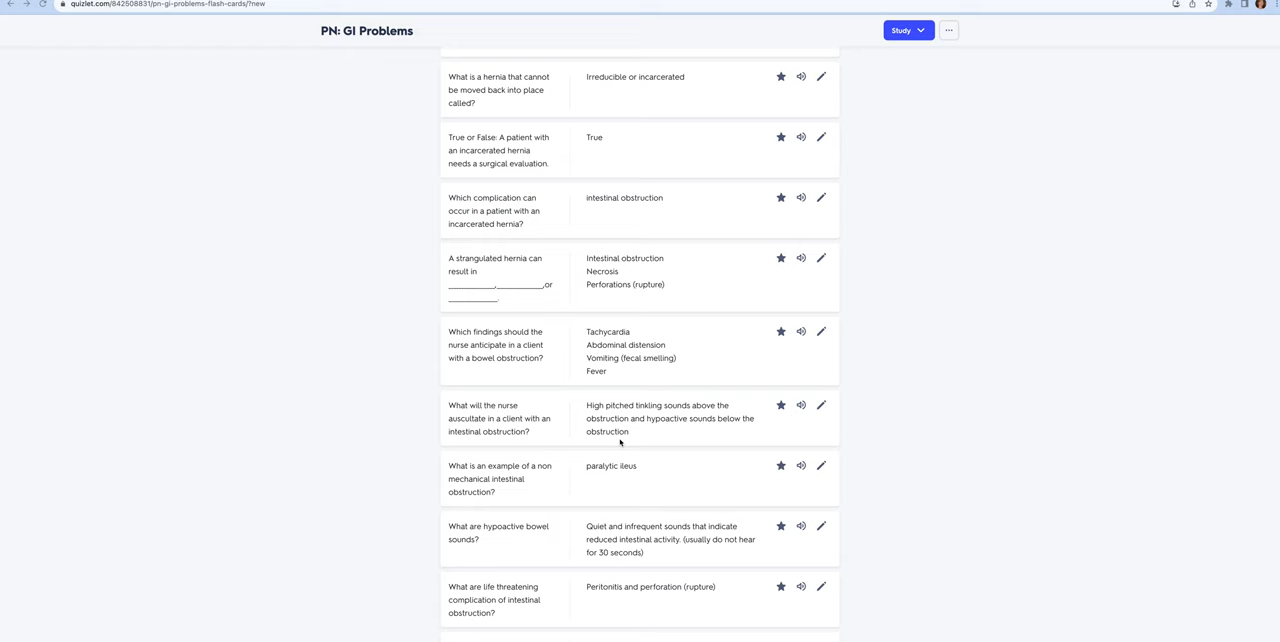 quizlet.com/842508831/pn-gi-problems-flash-cards/?new
PN: GI Problems
Study
What is a hernia that cannot
be moved back into place
called?
Irreducible or incarcerated
True or False: A patient with
an incarcerated hernia
needs a surgical evaluation.
True
Which complication can
occur in a patient with an
incarcerated hernia?
intestinal obstruction
A strangulated hernia can
result in
___________,___________,or
____________.
Intestinal obstruction
Necrosis
Perforations (rupture)
Which findings should the
nurse anticipate in a client
with a bowel obstruction?
Tachycardia
Abdominal distension
Vomiting (fecal smelling)
Fever
What will the nurse
auscultate in a client with an
intestinal obstruction?
High pitched tinkling sounds above the
obstruction and hypoactive sounds below the
obstruction
What is an example of a non
mechanical intestinal
obstruction?
paralytic ileus
What are hypoactive bowel
sounds?
Quiet and infrequent sounds that indicate
reduced intestinal activity. (usually do not hear
for 30 seconds)
What are life threatening
complication of intestinal
obstruction?
Peritonitis and perforation (rupture)